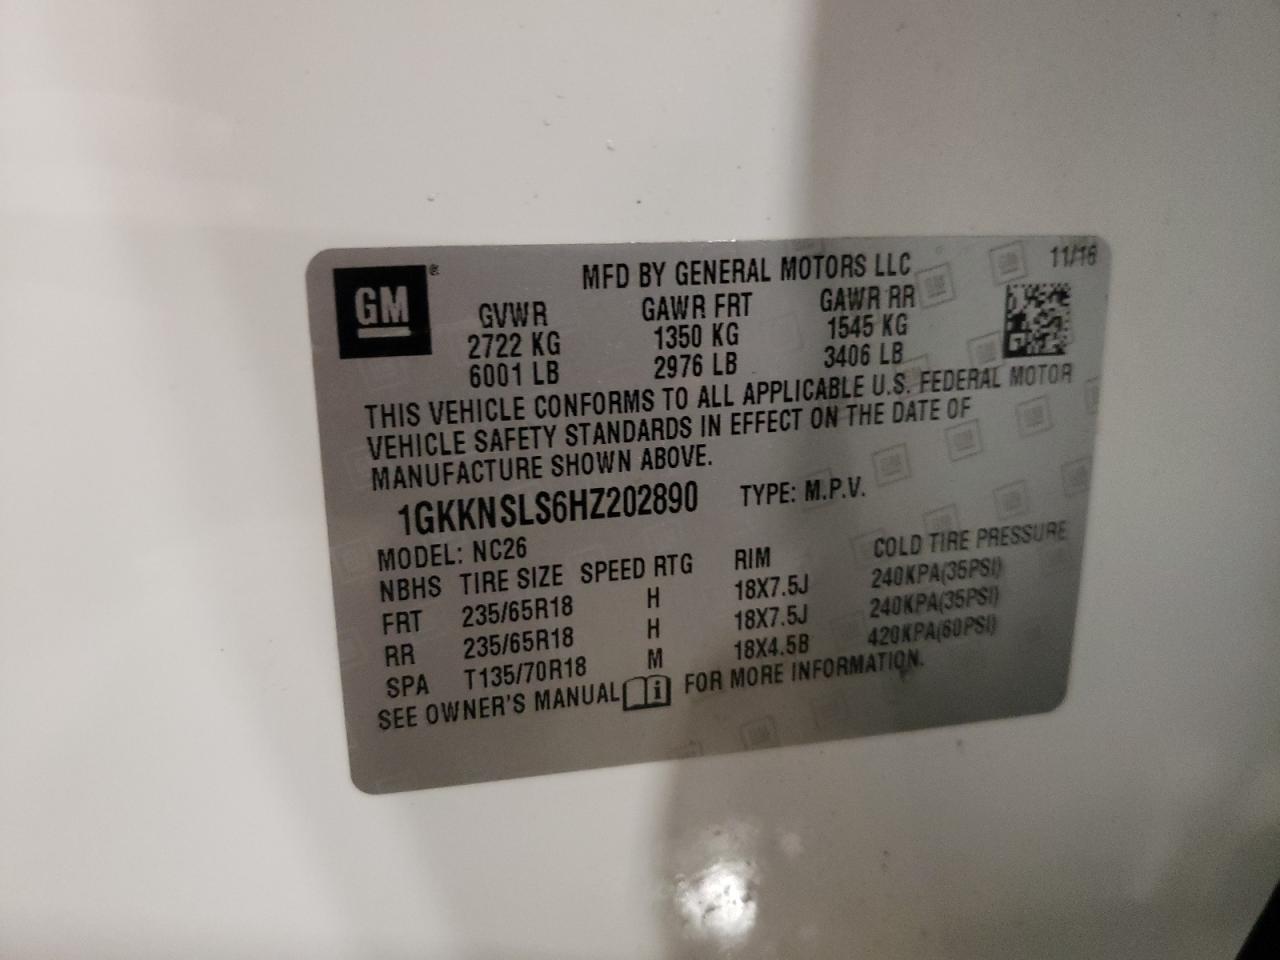 GM®
MFD BY GENERAL MOTORS LLC 11/16
GVWR GAWR FRT GAWR RR
2722 KG 1350 KG 1545 KG
6001 LB 2976 LB 3406 LB
THIS VEHICLE CONFORMS TO ALL APPLICABLE U.S. FEDERAL MOTOR
VEHICLE SAFETY STANDARDS IN EFFECT ON THE DATE OF
MANUFACTURE SHOWN ABOVE.
1GKKNSLS6HZ202890 TYPE: M.P.V.
MODEL: NC26
NBHS TIRE SIZE SPEED RTG RIM COLD TIRE PRESSURE
FRT 235/65R18 H 18X7.5J 240KPA(35PSI)
RR 235/65R18 H 18X7.5J 240KPA(35PSI)
SPA T135/70R18 M 18X4.5B 420KPA(60PSI)
SEE OWNER'S MANUAL i FOR MORE INFORMATION.